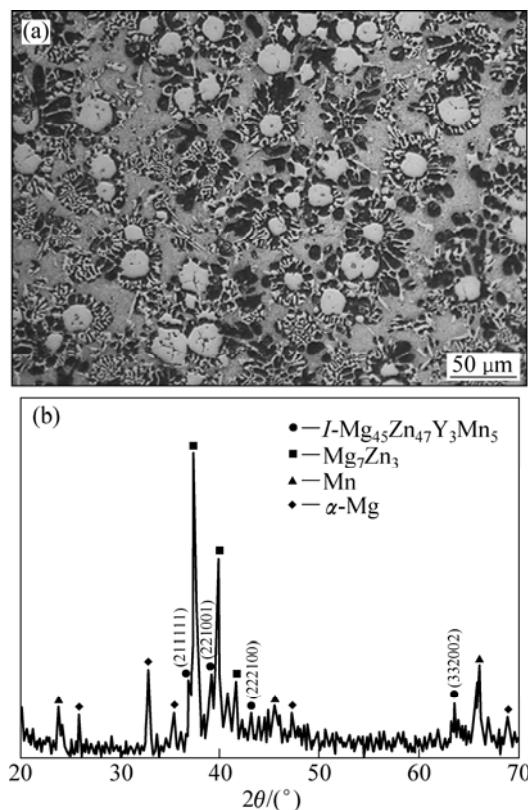 (a)
50 μm
(b)
●—I-Mg₄₅Zn₄₇Y₃Mn₅
■—Mg₇Zn₃
▲—Mn
◆—α-Mg
(211111)
(221001)
(222100)
(332002)
20 30 40 50 60 70
2θ/(°)